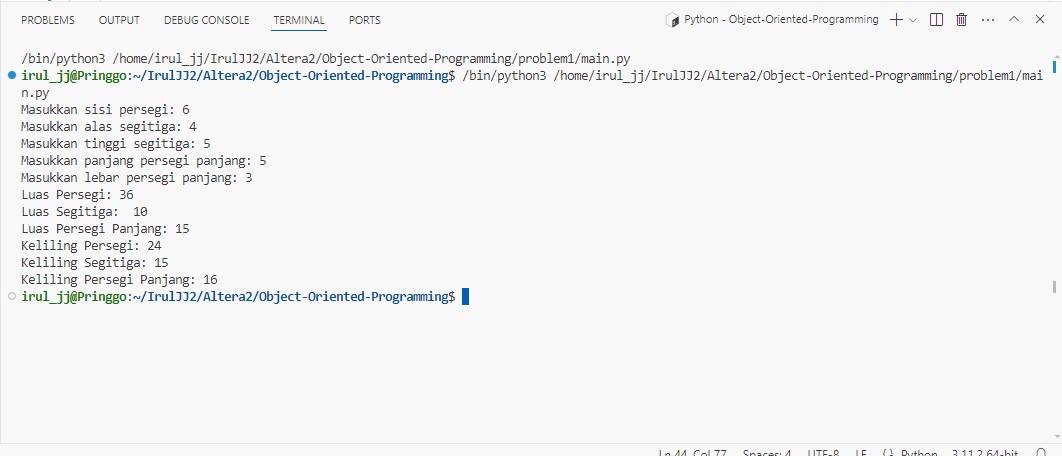 PROBLEMS OUTPUT DEBUG CONSOLE TERMINAL PORTS Python - Object-Oriented-Programming
/bin/python3 /home/irul_jj/IrulJJ2/Altera2/Object-Oriented-Programming/problem1/main.py
irul_jj@Pringgo:~/IrulJJ2/Altera2/Object-Oriented-Programming$ /bin/python3 /home/irul_jj/IrulJJ2/Altera2/Object-Oriented-Programming/problem1/mai
n.py
Masukkan sisi persegi: 6
Masukkan alas segitiga: 4
Masukkan tinggi segitiga: 5
Masukkan panjang persegi panjang: 5
Masukkan lebar persegi panjang: 3
Luas Persegi: 36
Luas Segitiga:  10
Luas Persegi Panjang: 15
Keliling Persegi: 24
Keliling Segitiga: 15
Keliling Persegi Panjang: 16
irul_jj@Pringgo:~/IrulJJ2/Altera2/Object-Oriented-Programming$
Ln 44, Col 77 Spaces: 4 UTF-8 LF {} Python 3.11.2 64-bit